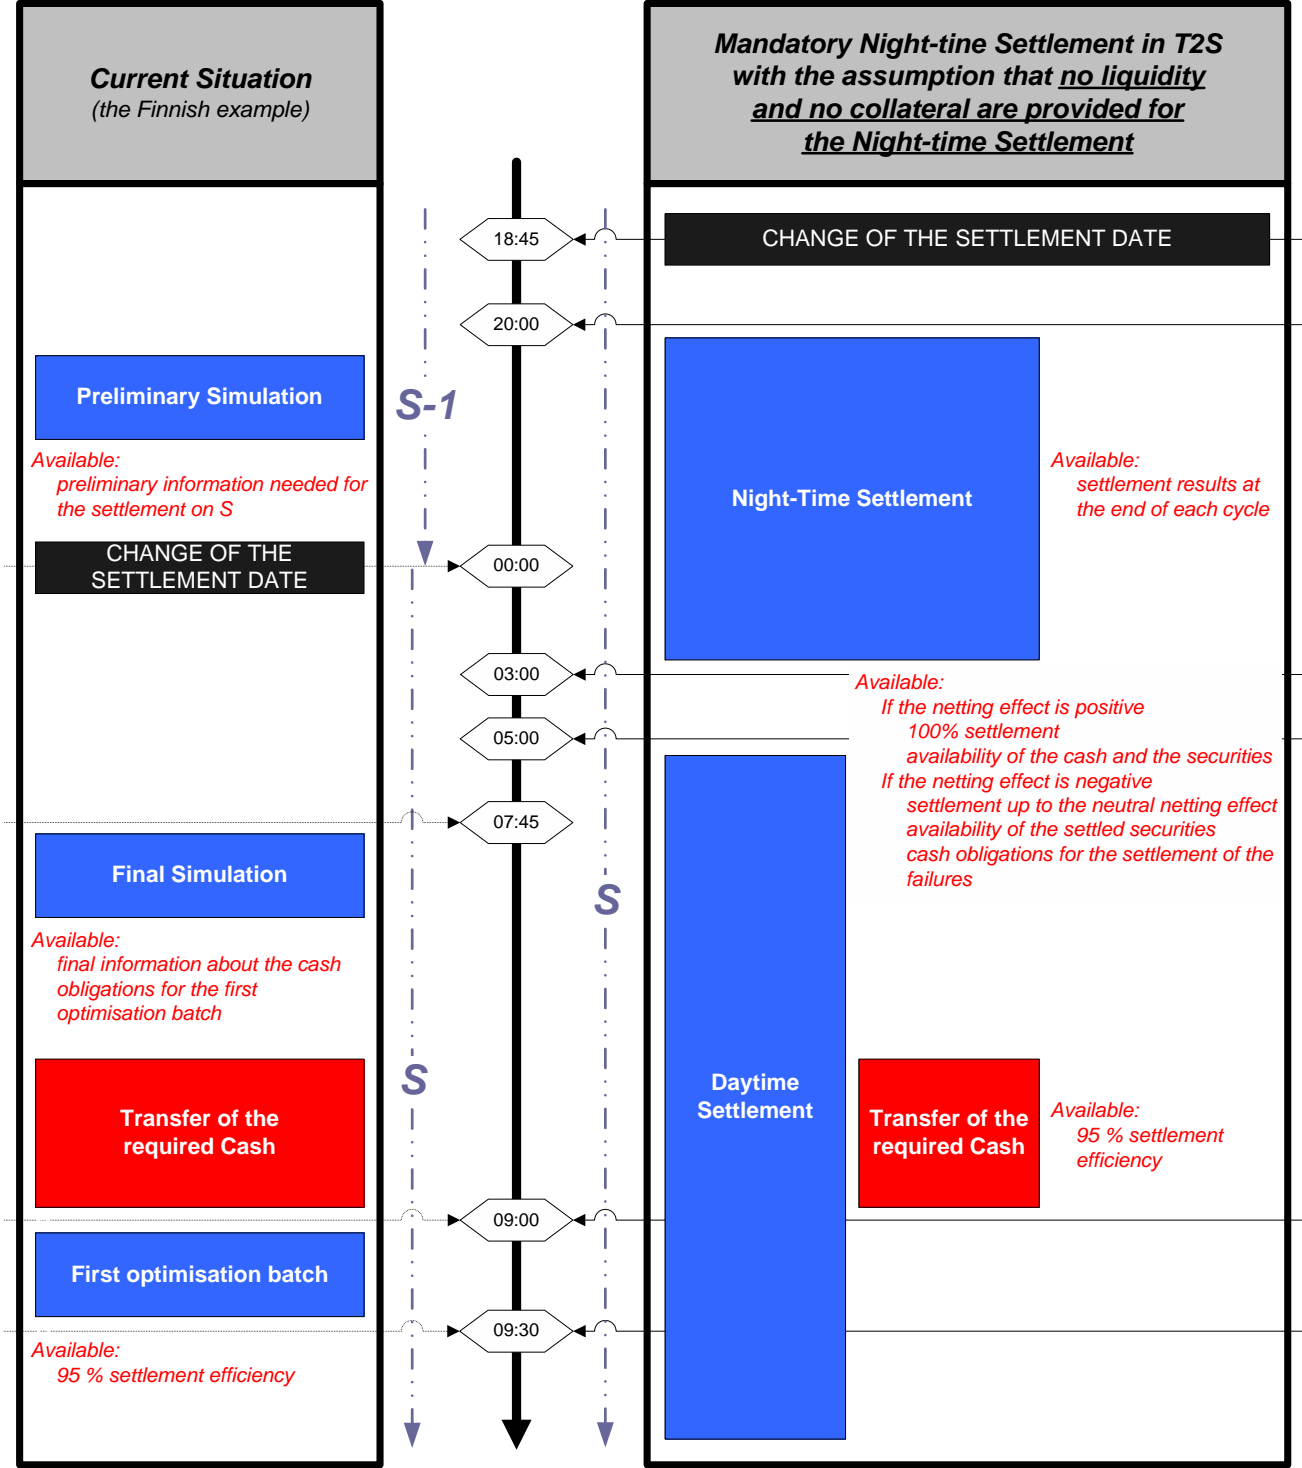 Current Situation
(the Finnish example)
Mandatory Night-tine Settlement in T2S
with the assumption that no liquidity
and no collateral are provided for
the Night-time Settlement
18:45
CHANGE OF THE SETTLEMENT DATE
20:00
Preliminary Simulation
S-1
Available:
preliminary information needed for
the settlement on S
Night-Time Settlement
Available:
settlement results at
the end of each cycle
CHANGE OF THE
SETTLEMENT DATE
00:00
03:00
Available:
If the netting effect is positive
100% settlement
availability of the cash and the securities
If the netting effect is negative
settlement up to the neutral netting effect
availability of the settled securities
cash obligations for the settlement of the
failures
05:00
07:45
Final Simulation
S
Available:
final information about the cash
obligations for the first
optimisation batch
S
Transfer of the
required Cash
Daytime
Settlement
Transfer of the
required Cash
Available:
95 % settlement
efficiency
09:00
First optimisation batch
09:30
Available:
95 % settlement efficiency